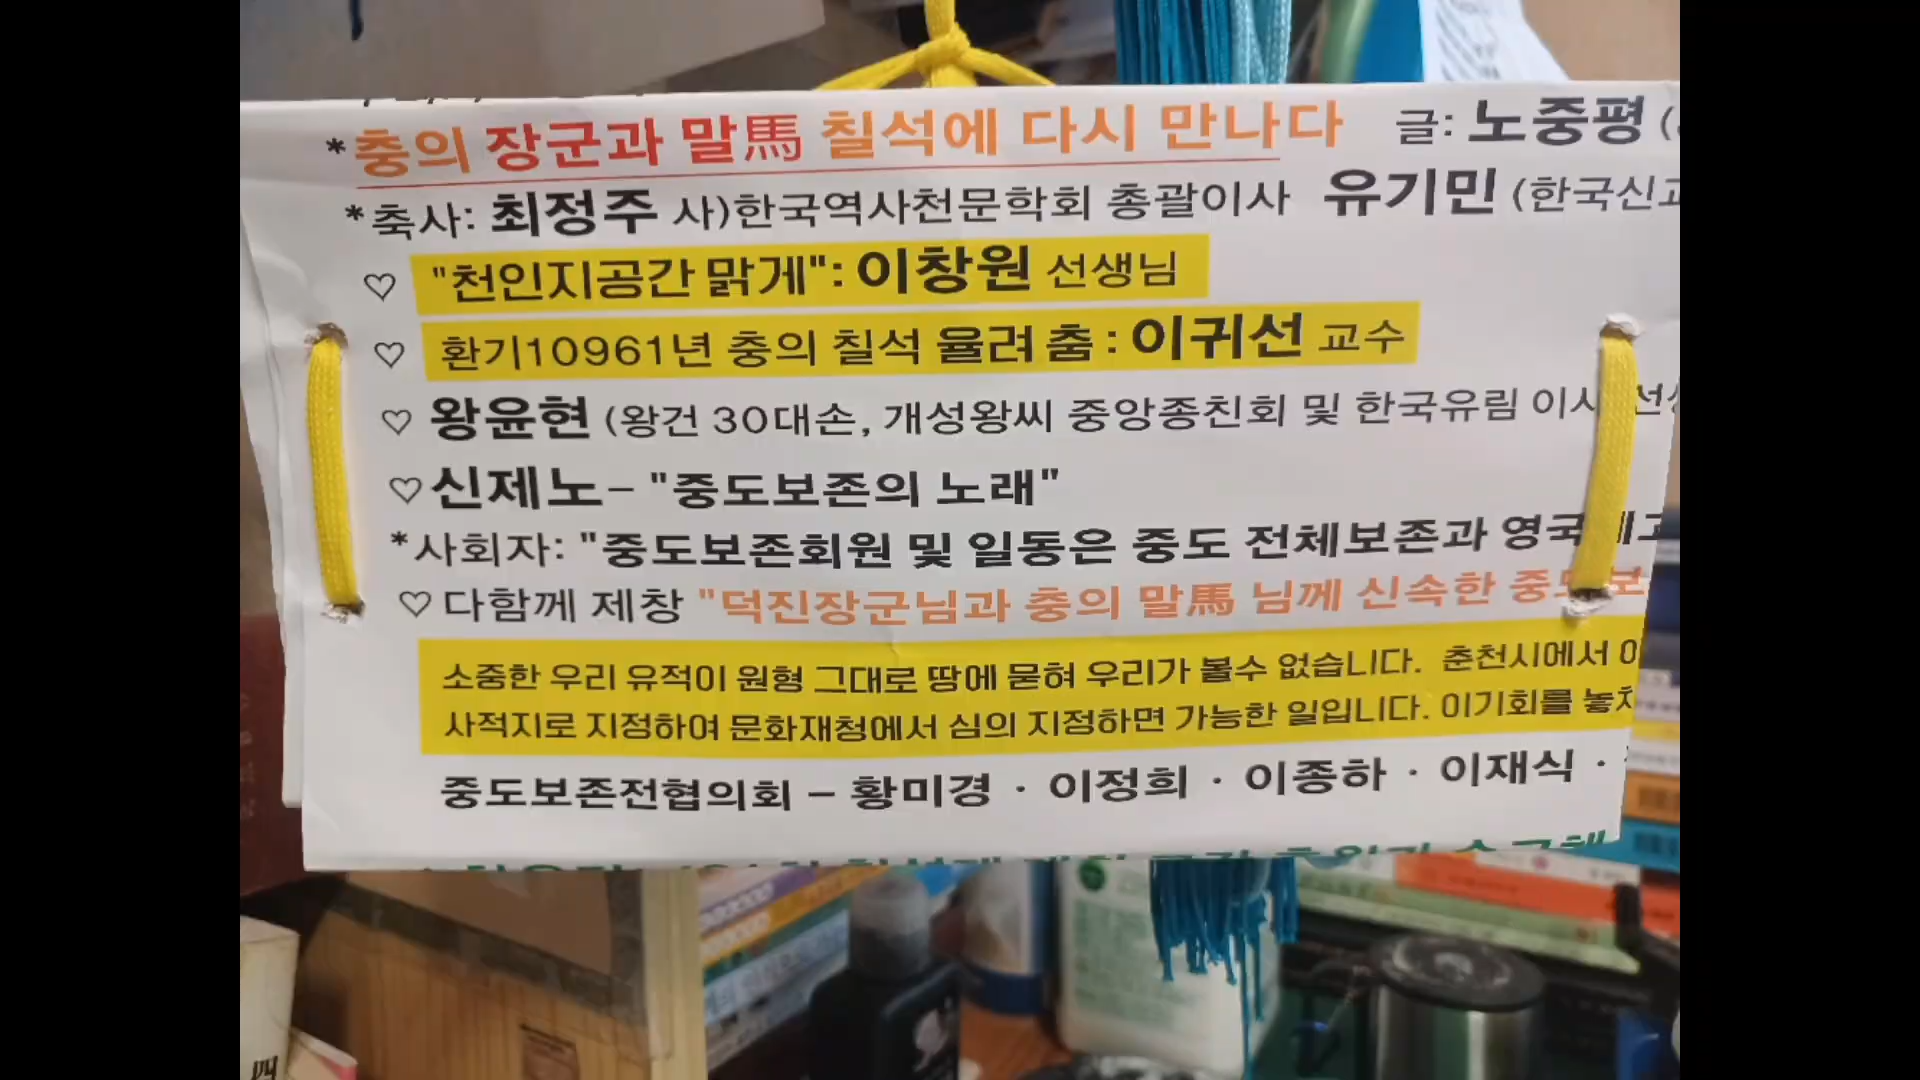 *충의 장군과 말馬 칠석에 다시 만나다 글: 노중평
*축사: 최정주 사)한국역사천문학회 총괄이사 유기민 (한국신교
♡ "천인지공간 맑게": 이창원 선생님
♡ 환기10961년 충의 칠석 율려 춤 : 이귀선 교수
♡ 왕윤현 (왕건 30대손, 개성왕씨 중앙종친회 및 한국유림 이사
♡ 신제노- "중도보존의 노래"
*사회자: "중도보존회원 및 일동은 중도 전체보존과 영국
♡ 다함께 제창 "덕진장군님과 충의 말馬 님께 신속한
소중한 우리 유적이 원형 그대로 땅에 묻혀 우리가 볼수 없습니다. 춘천시에서
사적지로 지정하여 문화재청에서 심의 지정하면 가능한 일입니다. 이기회를
중도보존전협의회 – 황미경 · 이정희 · 이종하 · 이재식 ·